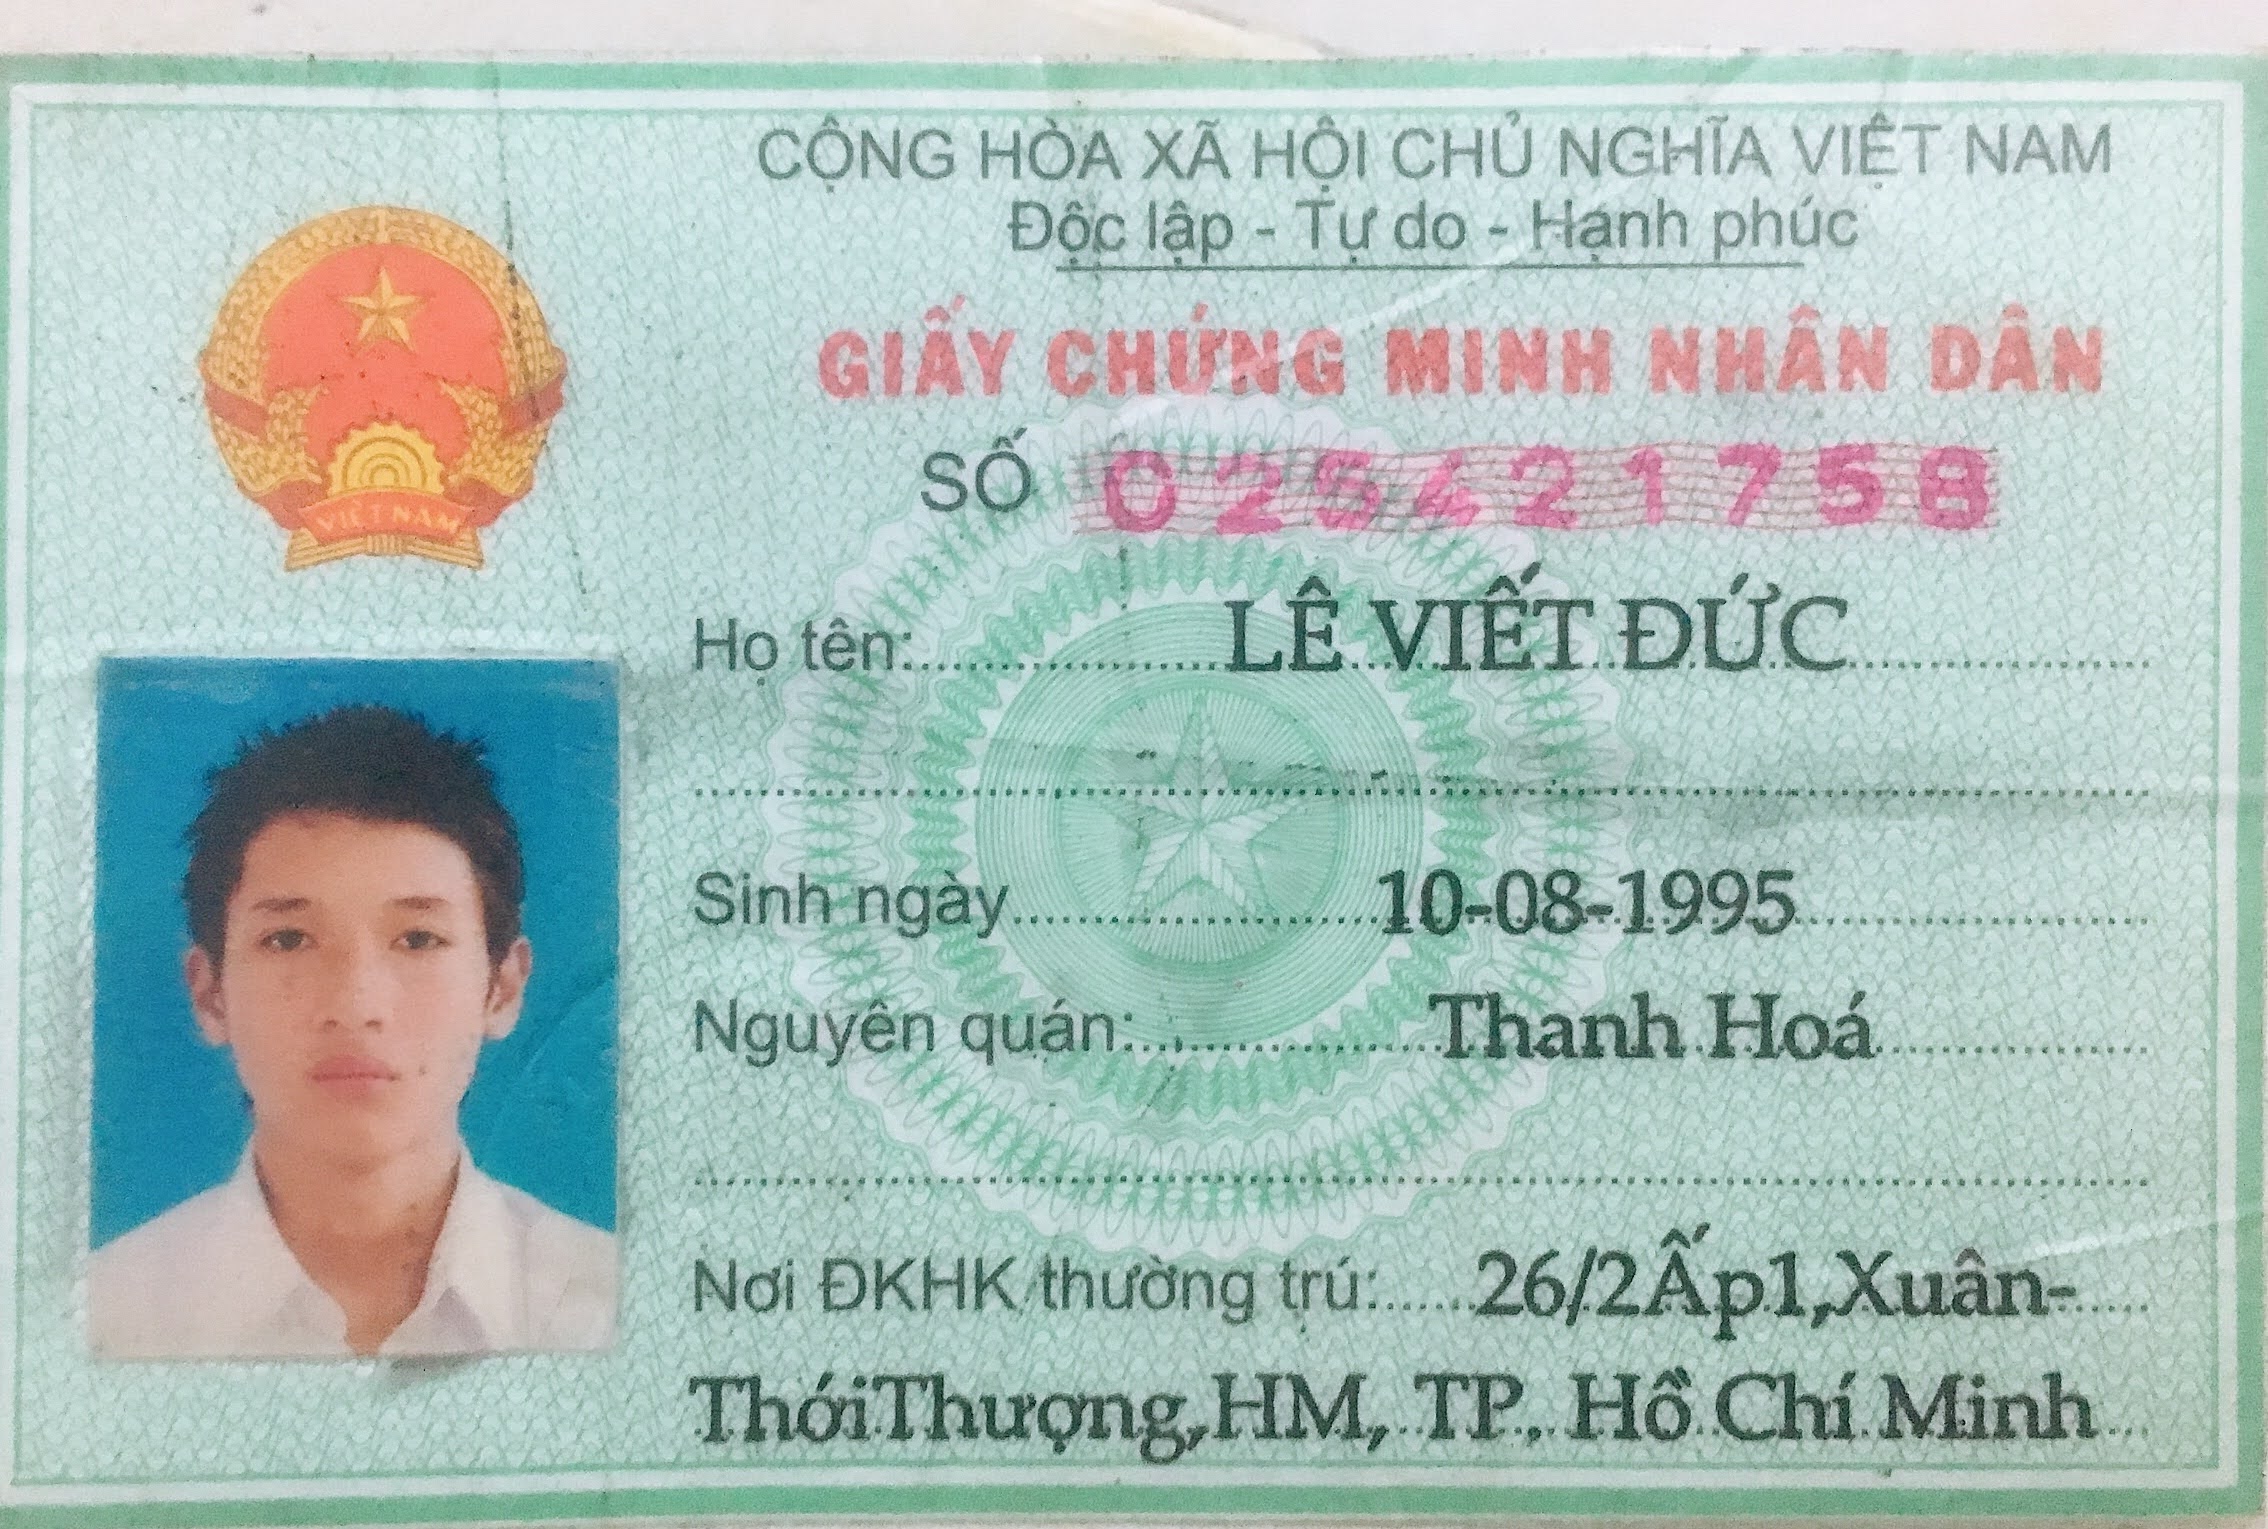 CỘNG HÒA XÃ HỘI CHỦ NGHĨA VIỆT NAM
Độc lập - Tự do - Hạnh phúc
VIỆT NAM
GIẤY CHỨNG MINH NHÂN DÂN
SỐ 025421758
Họ tên: LÊ VIẾT ĐỨC
Sinh ngày 10-08-1995
Nguyên quán: Thanh Hoá
Nơi ĐKHK thường trú: 26/2Ấp1,Xuân-
ThớiThượng,HM, TP. Hồ Chí Minh